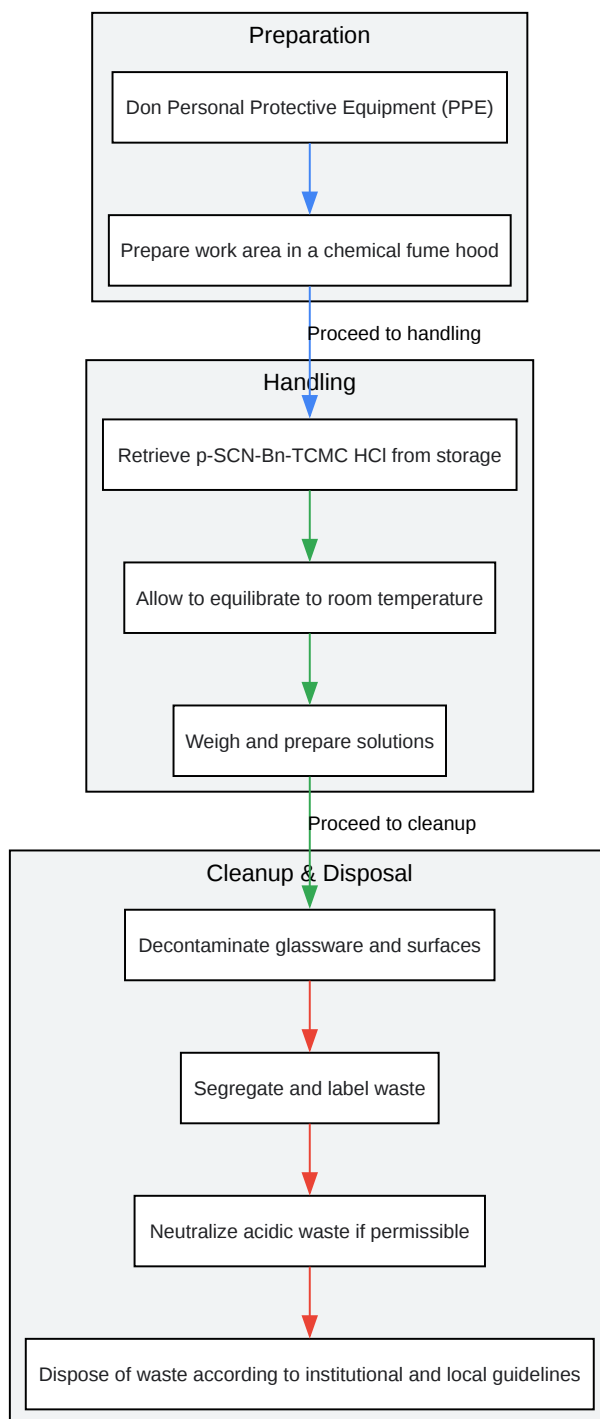 Preparation
Don Personal Protective Equipment (PPE)
Prepare work area in a chemical fume hood
Proceed to handling
Handling
Retrieve p-SCN-Bn-TCMC HCl from storage
Allow to equilibrate to room temperature
Weigh and prepare solutions
Proceed to cleanup
Cleanup & Disposal
Decontaminate glassware and surfaces
Segregate and label waste
Neutralize acidic waste if permissible
Dispose of waste according to institutional and local guidelines